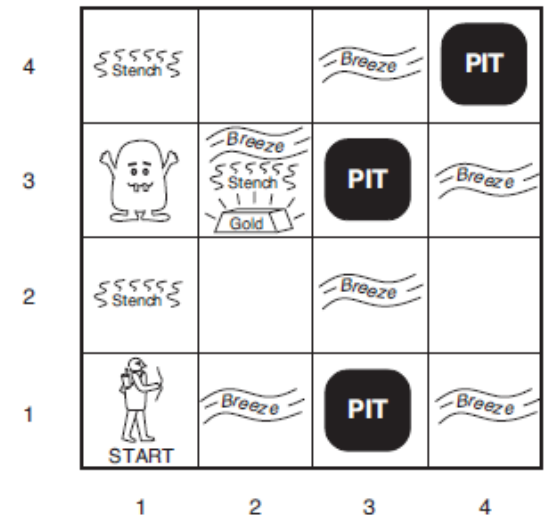 4 Stench Breeze PIT
3 Breeze Stench Gold PIT Breeze
2 Stench Breeze
1 START Breeze PIT Breeze
1 2 3 4